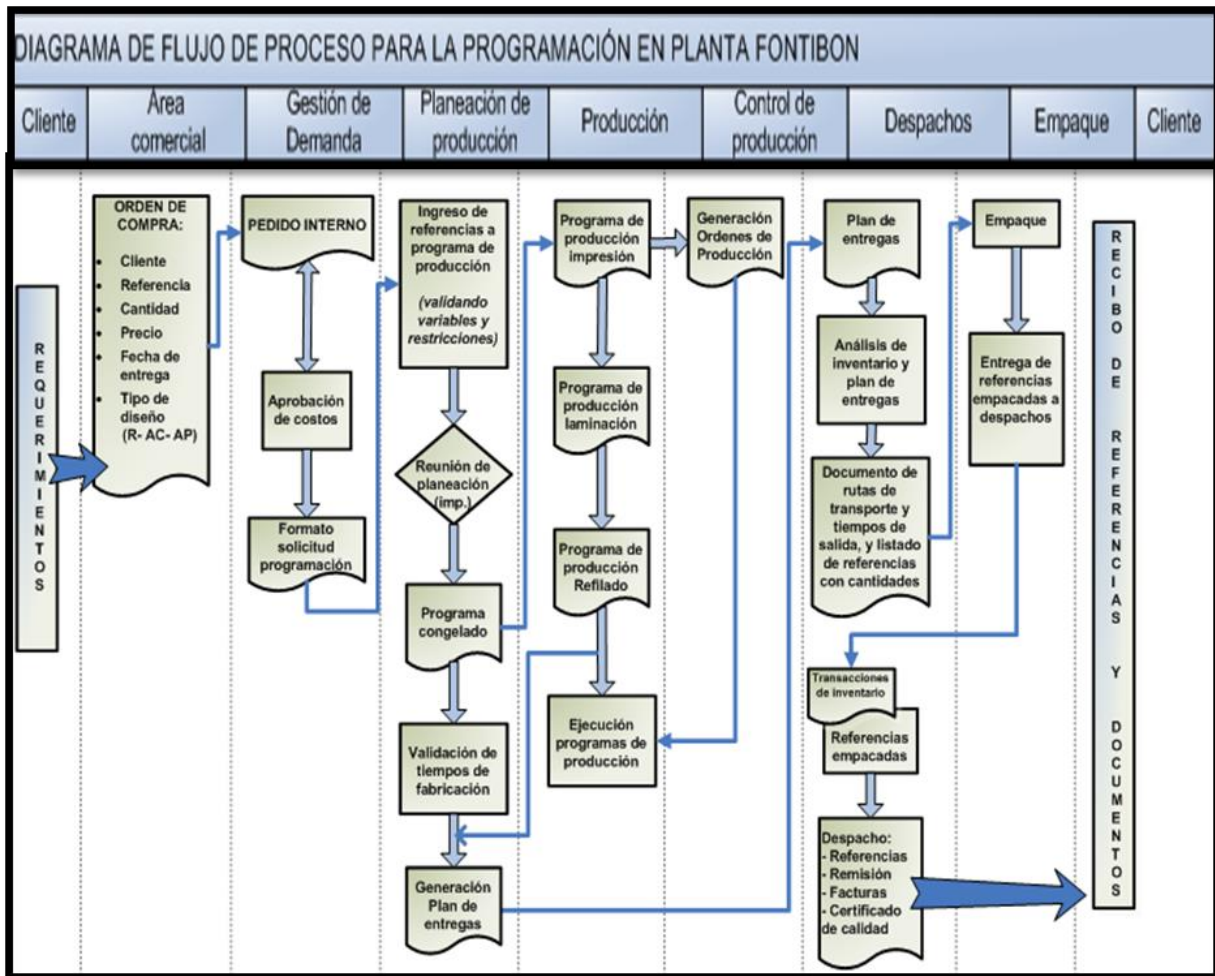 DIAGRAMA DE FLUJO DE PROCESO PARA LA PROGRAMACIÓN EN PLANTA FONTIBON
Cliente
Área
comercial
Gestión de
Demanda
Planeación de
producción
Producción
Control de
producción
Despachos
Empaque
Cliente
REQUERIMIENTOS
ORDEN DE
COMPRA:
• Cliente
• Referencia
• Cantidad
• Precio
• Fecha de
entrega
• Tipo de
diseño
(R- AC- AP)
PEDIDO INTERNO
Aprobación
de costos
Formato
solicitud
programación
Ingreso de
referencias a
programa de
producción
(validando
variables y
restricciones)
Reunión de
planeación
(imp.)
Programa
congelado
Validación de
tiempos de
fabricación
Generación
Plan de
entregas
Programa de
producción
impresión
Programa de
producción
laminación
Programa de
producción
Refilado
Ejecución
programas de
producción
Generación
Ordenes de
Producción
Plan de
entregas
Análisis de
inventario y
plan de
entregas
Documento de
rutas de
transporte y
tiempos de
salida, y listado
de referencias
con cantidades
Transacciones
de inventario
Referencias
empacadas
Despacho:
- Referencias
- Remisión
- Facturas
- Certificado
de calidad
Empaque
Entrega de
referencias
empacadas a
despachos
RECIBO DE REFERENCIAS Y DOCUMENTOS